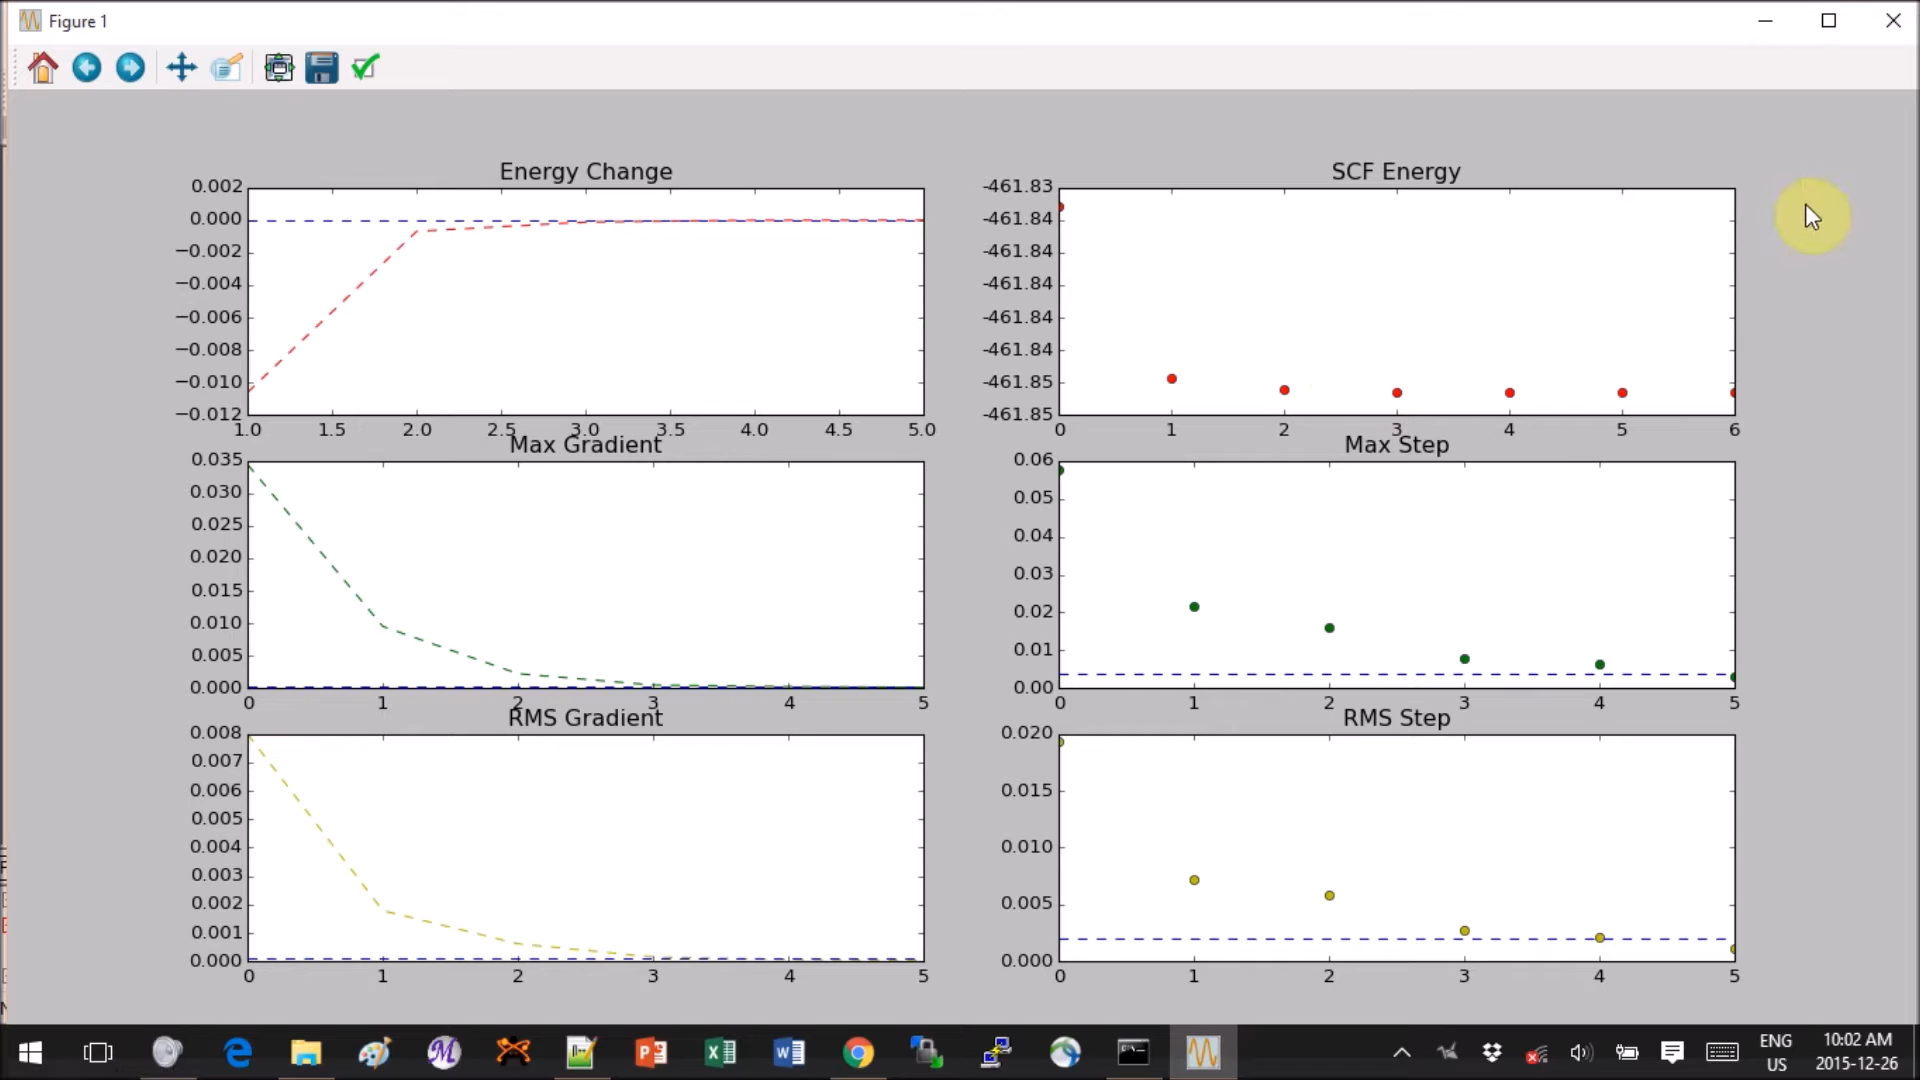 Figure 1
Energy Change
0.002
0.000
−0.002
−0.004
−0.006
−0.008
−0.010
−0.012
1.0 1.5 2.0 2.5 3.0 3.5 4.0 4.5 5.0
SCF Energy
-461.83
-461.84
-461.84
-461.84
-461.84
-461.84
-461.85
-461.85
0 1 2 3 4 5 6
Max Gradient
0.035
0.030
0.025
0.020
0.015
0.010
0.005
0.000
0 1 2 3 4 5
Max Step
0.06
0.05
0.04
0.03
0.02
0.01
0.00
0 1 2 3 4 5
RMS Gradient
0.008
0.007
0.006
0.005
0.004
0.003
0.002
0.001
0.000
0 1 2 3 4 5
RMS Step
0.020
0.015
0.010
0.005
0.000
0 1 2 3 4 5
ENG
US
10:02 AM
2015-12-26